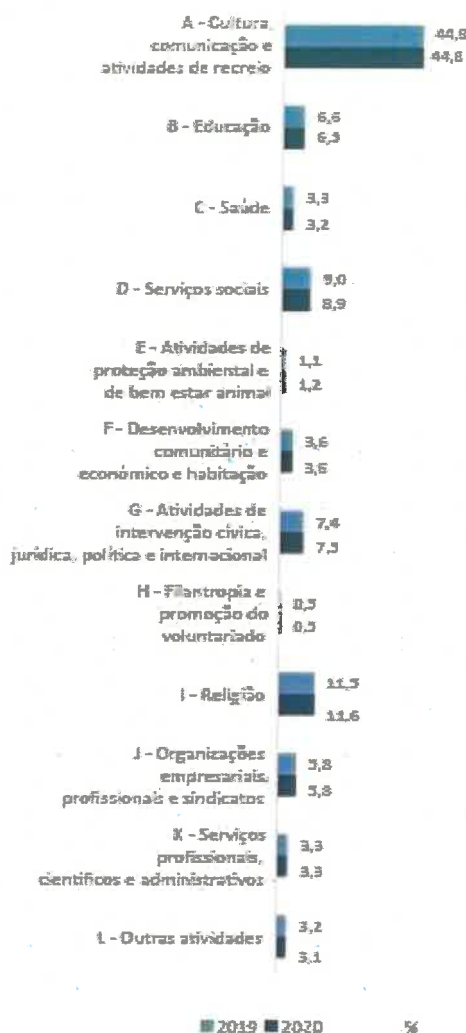 A - Cultura,
comunicação e
atividades de recreio
44,8
44,8
B - Educação
6,6
6,5
C - Saúde
3,3
3,2
D - Serviços sociais
9,0
8,9
E - Atividades de
proteção ambiental e
de bem estar animal
1,1
1,2
F - Desenvolvimento
comunitário e
económico e habitação
3,6
3,6
G - Atividades de
intervenção cívica,
jurídica, política e internacional
7,4
7,5
H - Filantropia e
promoção do
voluntariado
0,5
0,5
I - Religião
11,5
11,6
J - Organizações
empresariais,
profissionais e sindicatos
5,8
5,8
K - Serviços
profissionais,
científicos e administrativos
3,3
3,3
L - Outras atividades
3,2
3,1
2019 2020 %